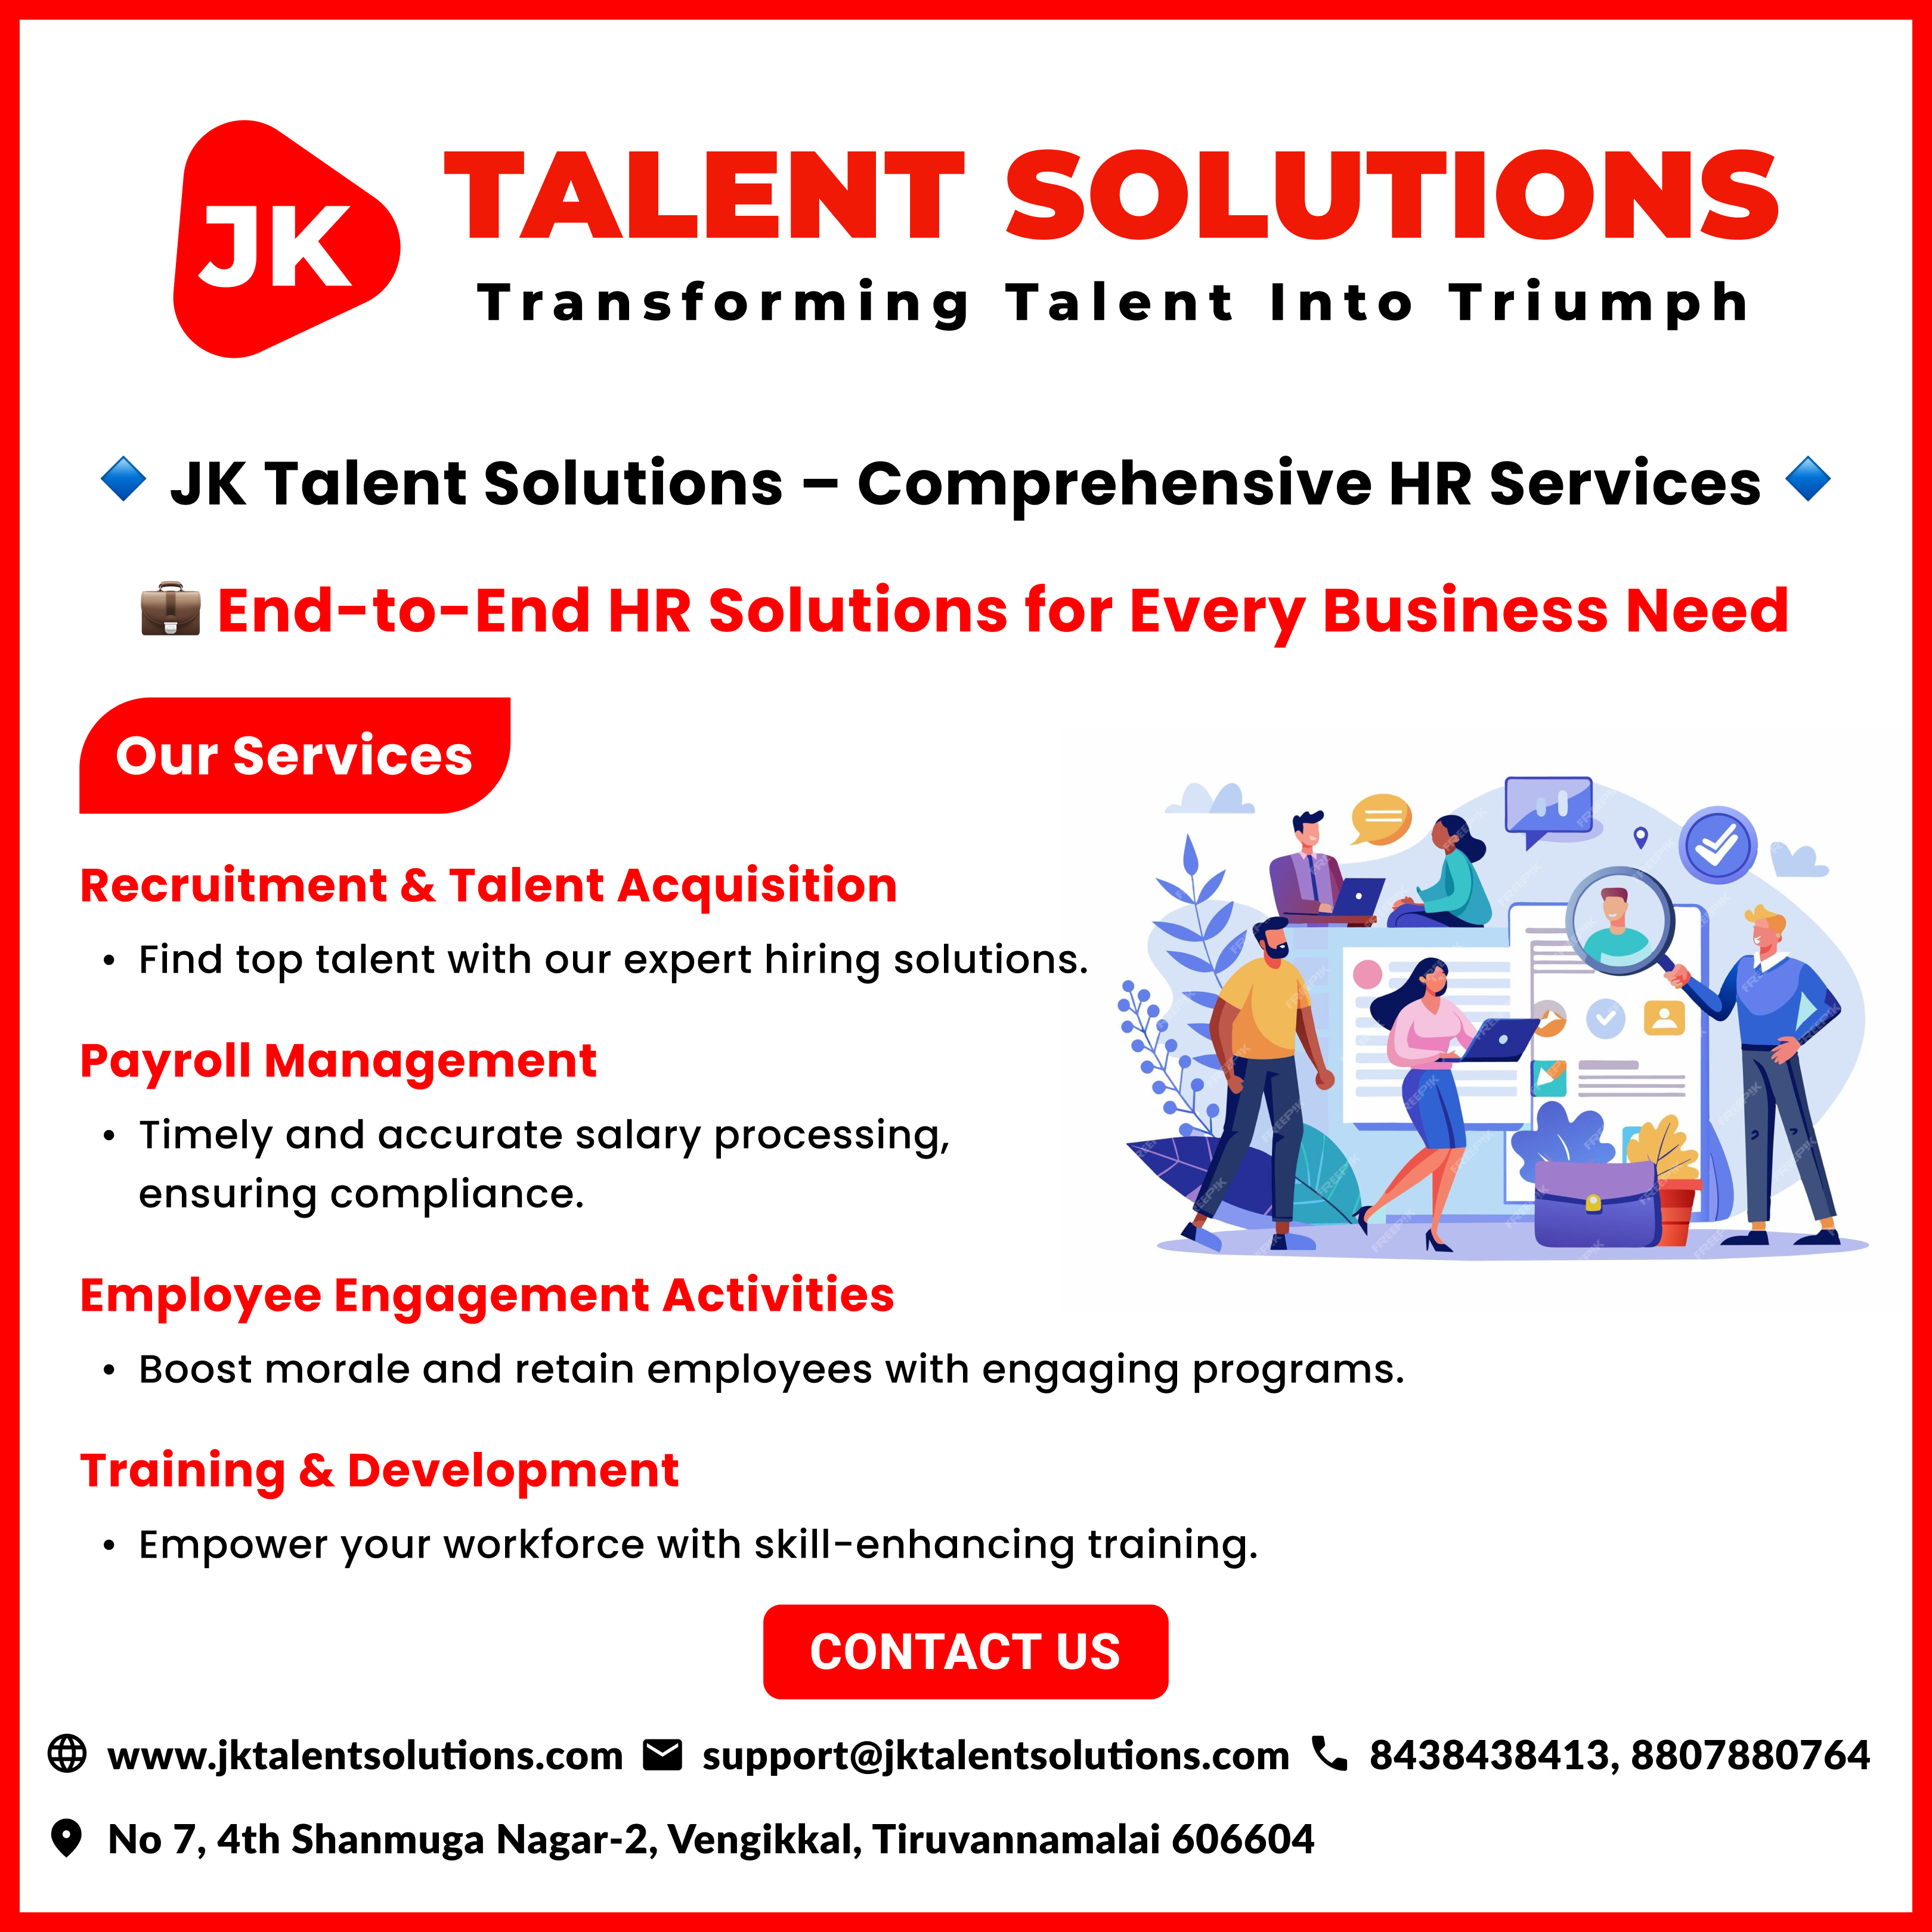 JK
TALENT SOLUTIONS
Transforming Talent Into Triumph
JK Talent Solutions – Comprehensive HR Services
End-to-End HR Solutions for Every Business Need
Our Services
Recruitment & Talent Acquisition
• Find top talent with our expert hiring solutions.
Payroll Management
• Timely and accurate salary processing,
ensuring compliance.
Employee Engagement Activities
• Boost morale and retain employees with engaging programs.
Training & Development
• Empower your workforce with skill-enhancing training.
FREEPIK
CONTACT US
www.jktalentsolutions.com support@jktalentsolutions.com 8438438413, 8807880764
No 7, 4th Shanmuga Nagar-2, Vengikkal, Tiruvannamalai 606604